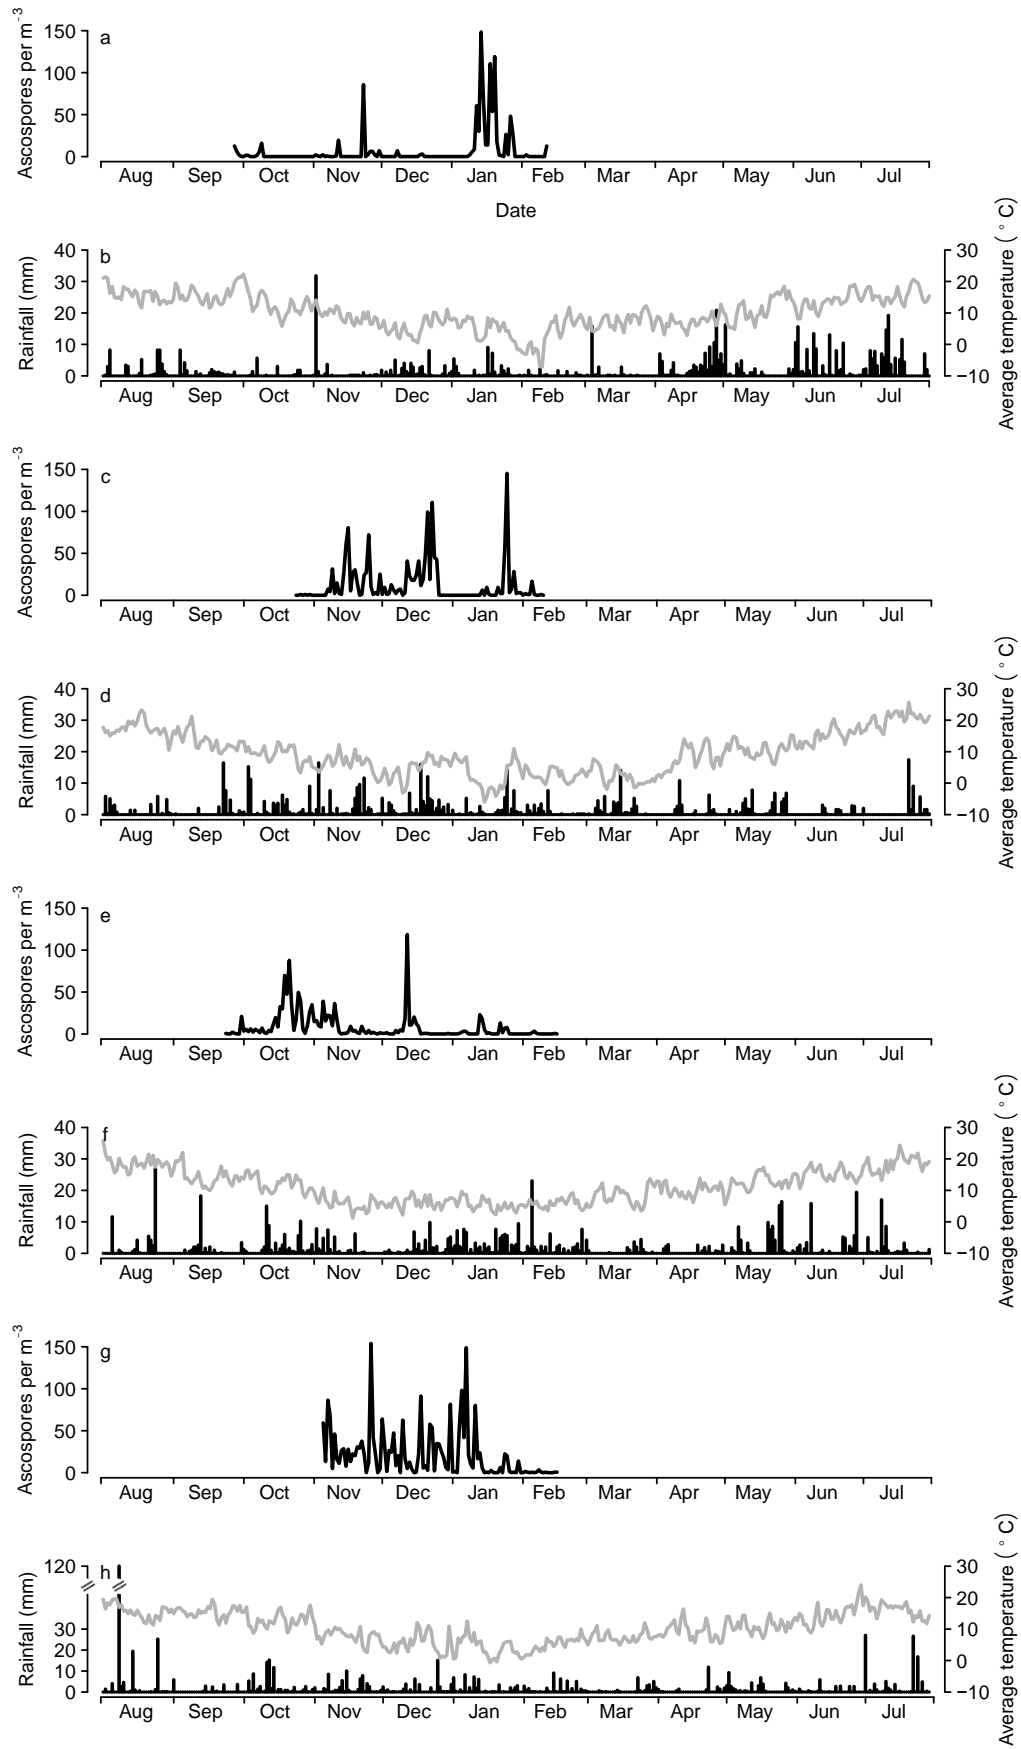 a
Ascospores per m⁻³
150
100
50
0
Aug Sep Oct Nov Dec Jan Feb Mar Apr May Jun Jul
Date
b
Rainfall (mm)
40
30
20
10
0
Average temperature (°C)
30
20
10
0
−10
Aug Sep Oct Nov Dec Jan Feb Mar Apr May Jun Jul
c
Ascospores per m⁻³
150
100
50
0
Aug Sep Oct Nov Dec Jan Feb Mar Apr May Jun Jul
d
Rainfall (mm)
40
30
20
10
0
Average temperature (°C)
30
20
10
0
−10
Aug Sep Oct Nov Dec Jan Feb Mar Apr May Jun Jul
e
Ascospores per m⁻³
150
100
50
0
Aug Sep Oct Nov Dec Jan Feb Mar Apr May Jun Jul
f
Rainfall (mm)
40
30
20
10
0
Average temperature (°C)
30
20
10
0
−10
Aug Sep Oct Nov Dec Jan Feb Mar Apr May Jun Jul
g
Ascospores per m⁻³
150
100
50
0
Aug Sep Oct Nov Dec Jan Feb Mar Apr May Jun Jul
h
Rainfall (mm)
120
30
20
10
0
Average temperature (°C)
30
20
10
0
−10
Aug Sep Oct Nov Dec Jan Feb Mar Apr May Jun Jul